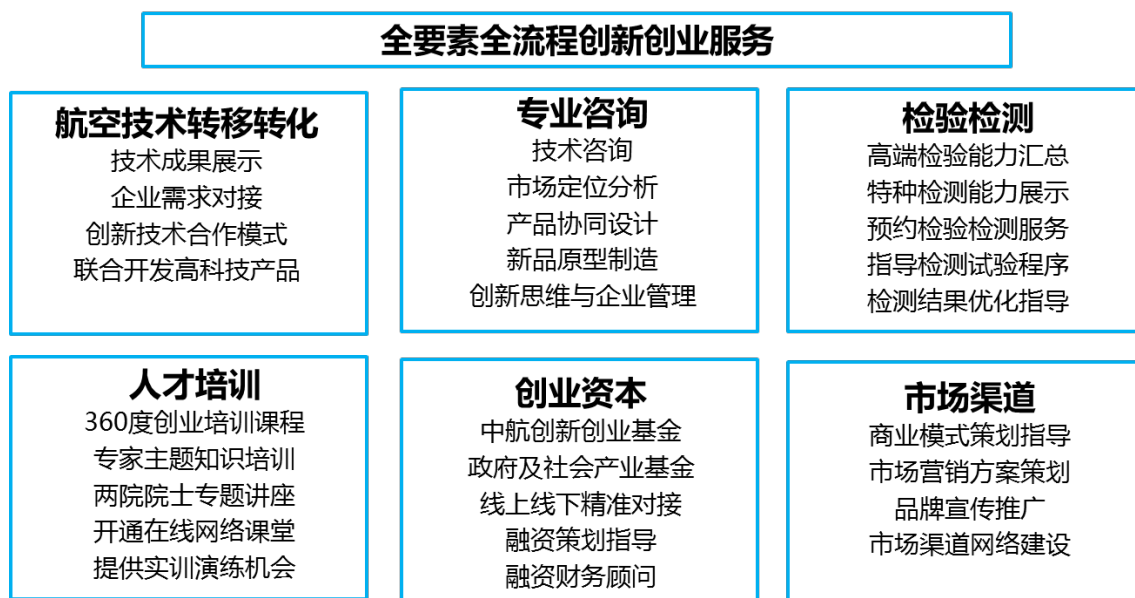 全要素全流程创新创业服务
航空技术转移转化
技术成果展示
企业需求对接
创新技术合作模式
联合开发高科技产品
专业咨询
技术咨询
市场定位分析
产品协同设计
新品原型制造
创新思维与企业管理
检验检测
高端检验能力汇总
特种检测能力展示
预约检验检测服务
指导检测试验程序
检测结果优化指导
人才培训
360度创业培训课程
专家主题知识培训
两院院士专题讲座
开通在线网络课堂
提供实训演练机会
创业资本
中航创新创业基金
政府及社会产业基金
线上线下精准对接
融资策划指导
融资财务顾问
市场渠道
商业模式策划指导
市场营销方案策划
品牌宣传推广
市场渠道网络建设